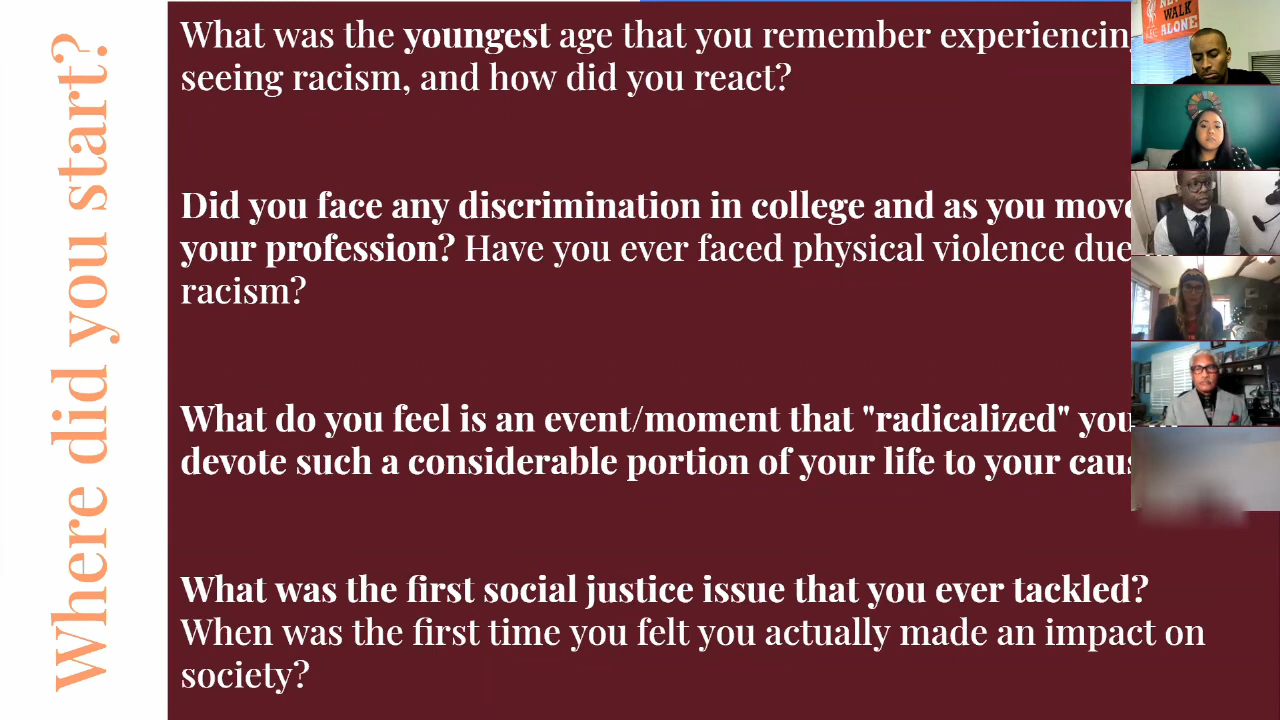 Where did you start?
What was the youngest age that you remember experiencing
seeing racism, and how did you react?
Did you face any discrimination in college and as you move
your profession? Have you ever faced physical violence due
racism?
What do you feel is an event/moment that "radicalized" you
devote such a considerable portion of your life to your
What was the first social justice issue that you ever tackled?
When was the first time you felt you actually made an impact on
society?
WALK
ALONE